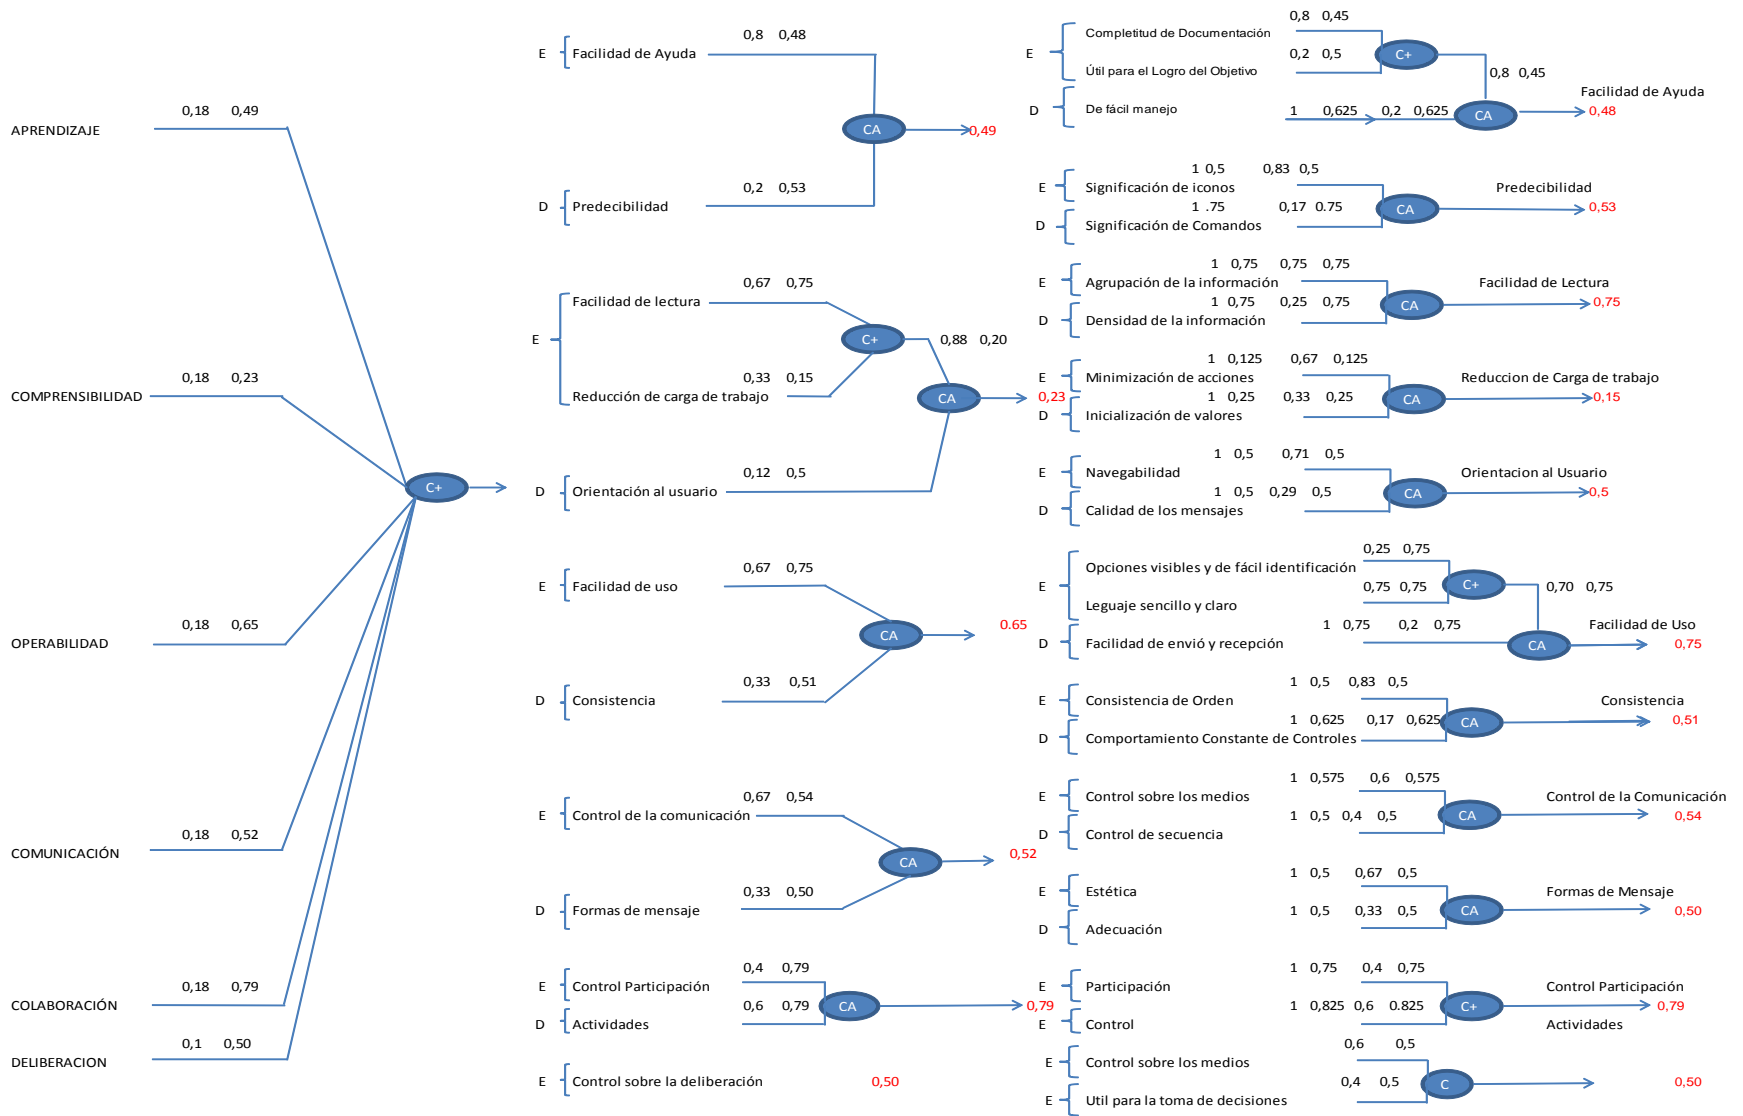 APRENDIZAJE 0,18 0,49
COMPRENSIBILIDAD 0,18 0,23
OPERABILIDAD 0,18 0,65
COMUNICACIÓN 0,18 0,52
COLABORACIÓN 0,18 0,79
DELIBERACION 0,1 0,50
C+
E Facilidad de Ayuda 0,8 0,48
CA 0,49
D Predecibilidad 0,2 0,53
Facilidad de lectura 0,67 0,75
E C+ 0,88 0,20
Reducción de carga de trabajo 0,33 0,15
CA 0,23
D Orientación al usuario 0,12 0,5
E Facilidad de uso 0,67 0,75
CA 0.65
D Consistencia 0,33 0,51
E Control de la comunicación 0,67 0,54
CA 0,52
D Formas de mensaje 0,33 0,50
E Control Participación 0,4 0,79
CA 0,79
D Actividades 0,6 0,79
E Control sobre la deliberación 0,50
0,8 0,45
Completitud de Documentación
E C+
0,2 0,5
Útil para el Logro del Objetivo
0,8 0,45
Facilidad de Ayuda
D De fácil manejo 1 0,625 0,2 0,625 CA 0,48
1 0,5 0,83 0,5
E Significación de iconos Predecibilidad
1 .75 0,17 0.75 CA 0,53
D Significación de Comandos
1 0,75 0,75 0,75
E Agrupación de la información Facilidad de Lectura
1 0,75 0,25 0,75 CA 0,75
D Densidad de la información
1 0,125 0,67 0,125
E Minimización de acciones Reduccion de Carga de trabajo
1 0,25 0,33 0,25 CA 0,15
D Inicialización de valores
1 0,5 0,71 0,5
E Navegabilidad Orientacion al Usuario
1 0,5 0,29 0,5 CA 0,5
D Calidad de los mensajes
0,25 0,75
Opciones visibles y de fácil identificación
E 0,75 0,75 C+ 0,70 0,75
Leguaje sencillo y claro
1 0,75 0,2 0,75 Facilidad de Uso
D Facilidad de envió y recepción CA 0,75
1 0,5 0,83 0,5
E Consistencia de Orden Consistencia
1 0,625 0,17 0,625 CA 0,51
D Comportamiento Constante de Controles
1 0,575 0,6 0,575
E Control sobre los medios Control de la Comunicación
1 0,5 0,4 0,5 CA 0,54
D Control de secuencia
1 0,5 0,67 0,5
E Estética Formas de Mensaje
1 0,5 0,33 0,5 CA 0,50
D Adecuación
1 0,75 0,4 0,75
E Participación Control Participación
1 0,825 0,6 0.825 C+ 0,79
E Control Actividades
0,6 0,5
E Control sobre los medios
0,4 0,5 C 0,50
E Util para la toma de decisiones